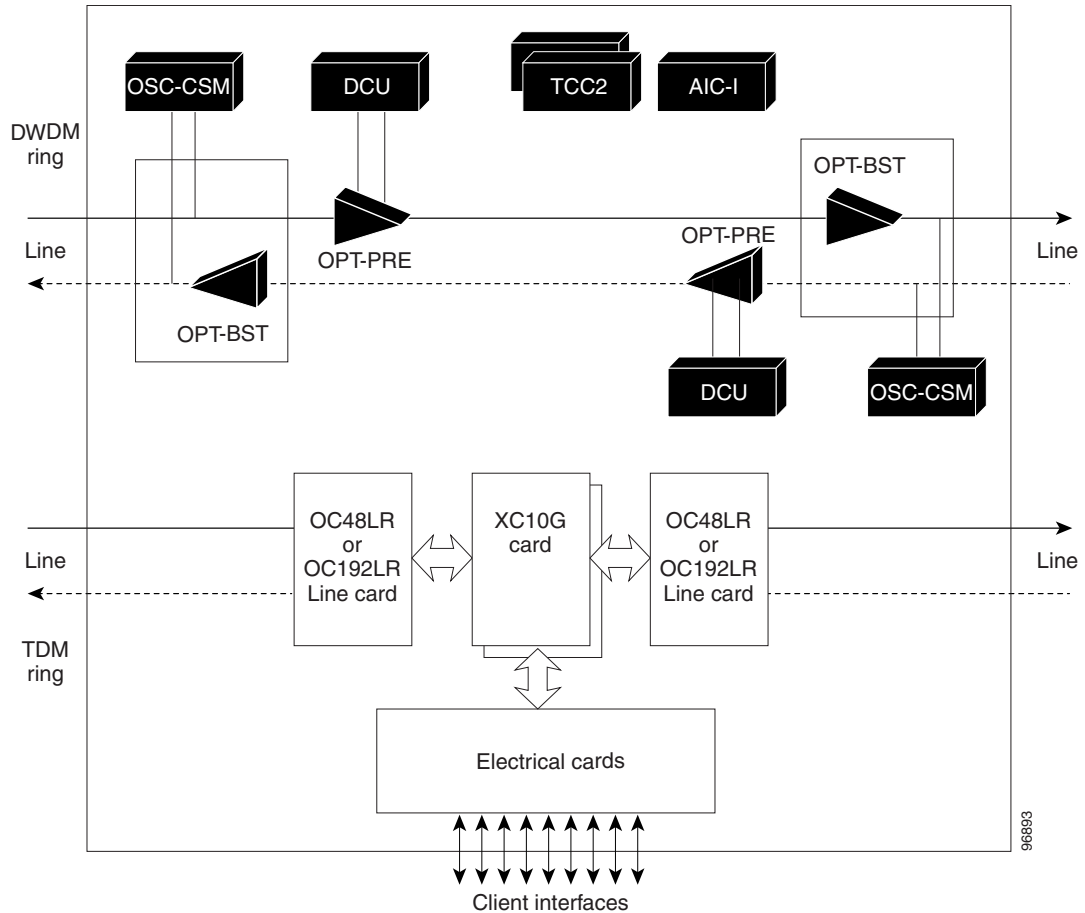 OSC-CSM
DCU
TCC2
AIC-I
DWDM
ring
OPT-BST
OPT-PRE
OPT-PRE
Line
Line
OPT-BST
DCU
OSC-CSM
OC48LR
or
OC192LR
Line card
XC10G
card
OC48LR
or
OC192LR
Line card
Line
Line
TDM
ring
Electrical cards
96893
Client interfaces